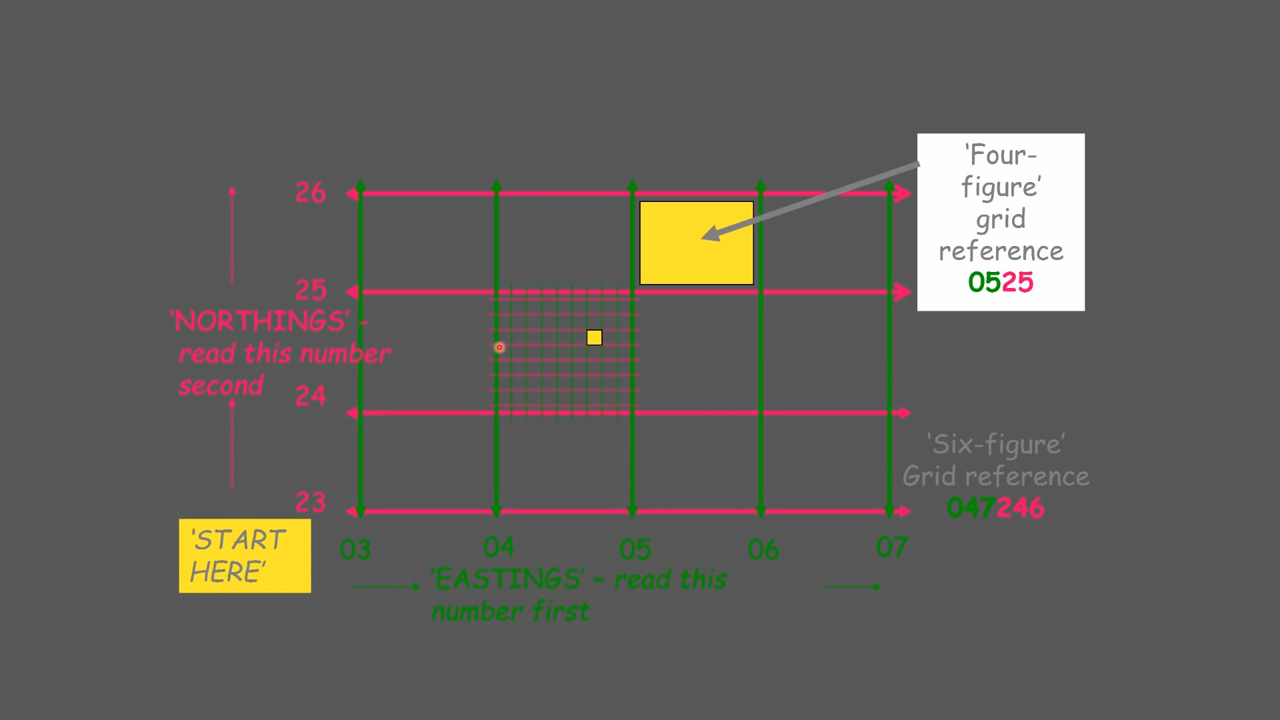 'Four-
figure'
grid
reference
0525
26
25
'NORTHINGS' -
read this number
second
24
'Six-figure'
Grid reference
047246
23
'START
HERE'
03
04
05
06
07
'EASTINGS' – read this
number first